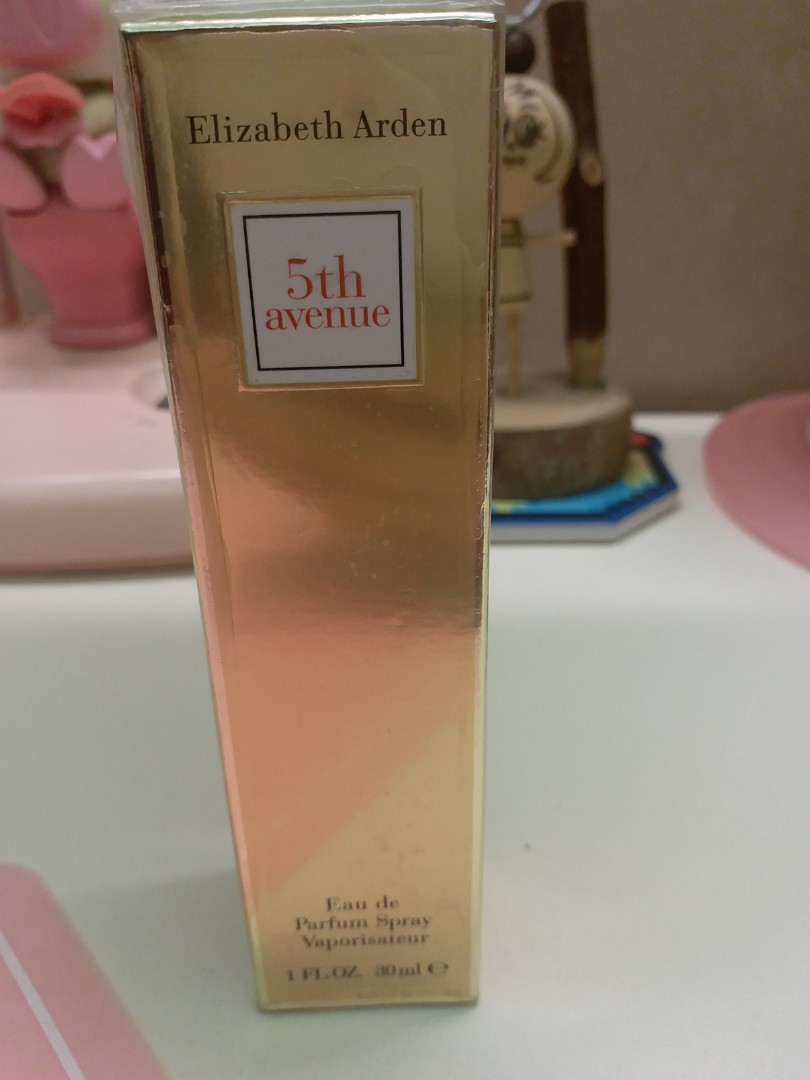 Elizabeth Arden
5th
avenue
Eau de
Parfum Spray
Vaporisateur
1 FL.OZ. 30ml ℮